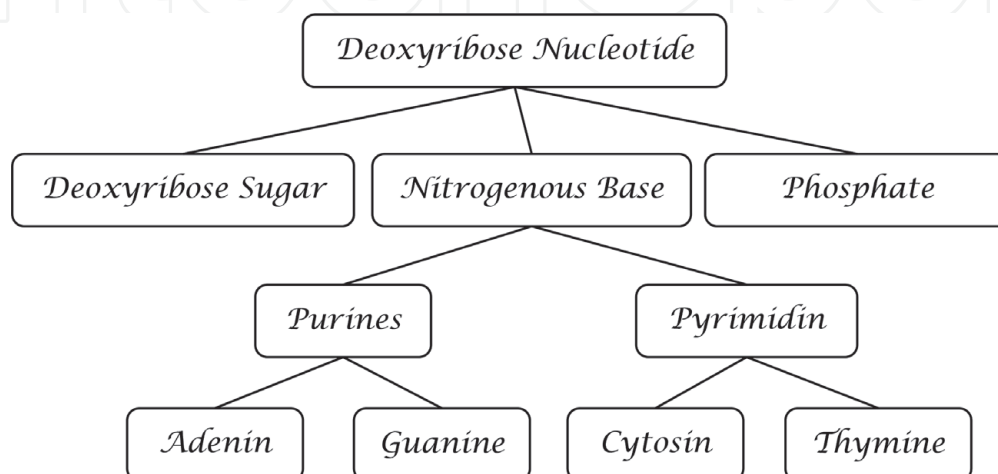 Deoxyribose Nucleotide
Deoxyribose Sugar Nitrogenous Base Phosphate
Purines Pyrimidin
Adenin Guanine Cytosin Thymine